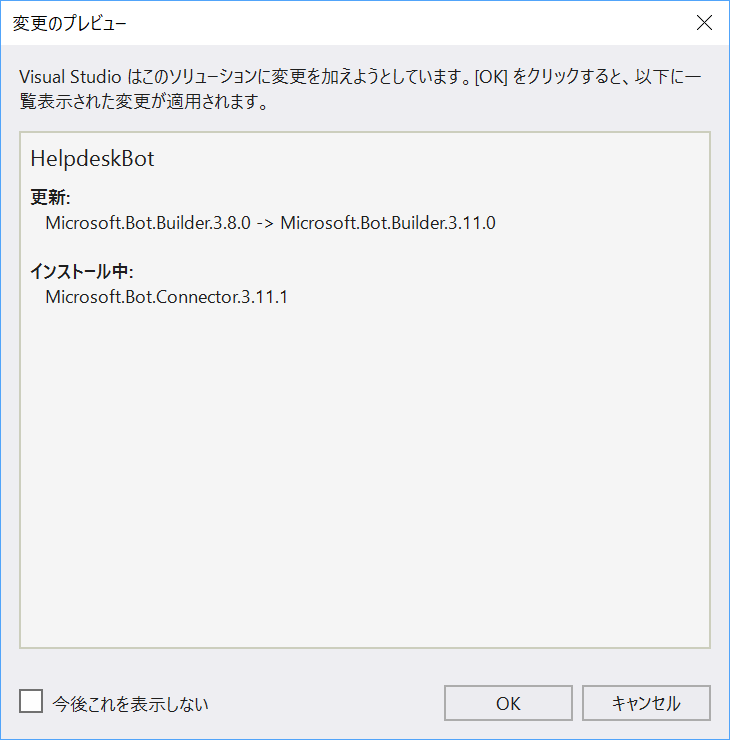 変更のプレビュー
Visual Studio はこのソリューションに変更を加えようとしています。[OK] をクリックすると、以下に一
覧表示された変更が適用されます。
HelpdeskBot
更新:
Microsoft.Bot.Builder.3.8.0 -> Microsoft.Bot.Builder.3.11.0
インストール中:
Microsoft.Bot.Connector.3.11.1
今後これを表示しない
OK
キャンセル